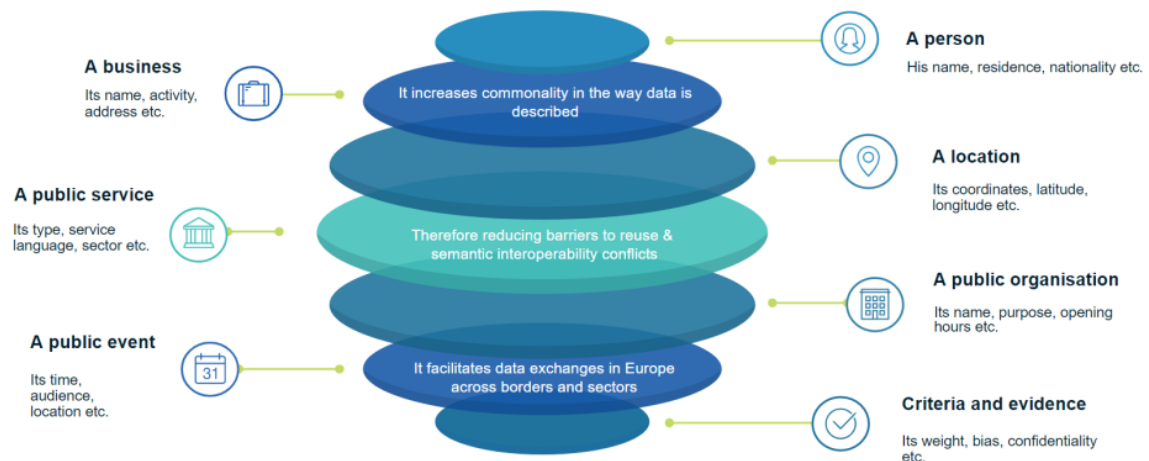 A person
His name, residence, nationality etc.
A business
Its name, activity,
address etc.
It increases commonality in the way data is
described
A location
Its coordinates, latitude,
longitude etc.
A public service
Its type, service
language, sector etc.
Therefore reducing barriers to reuse &
semantic interoperability conflicts
A public organisation
Its name, purpose, opening
hours etc.
A public event
Its time,
audience,
location etc.
31
It facilitates data exchanges in Europe
across borders and sectors
Criteria and evidence
Its weight, bias, confidentiality
etc.